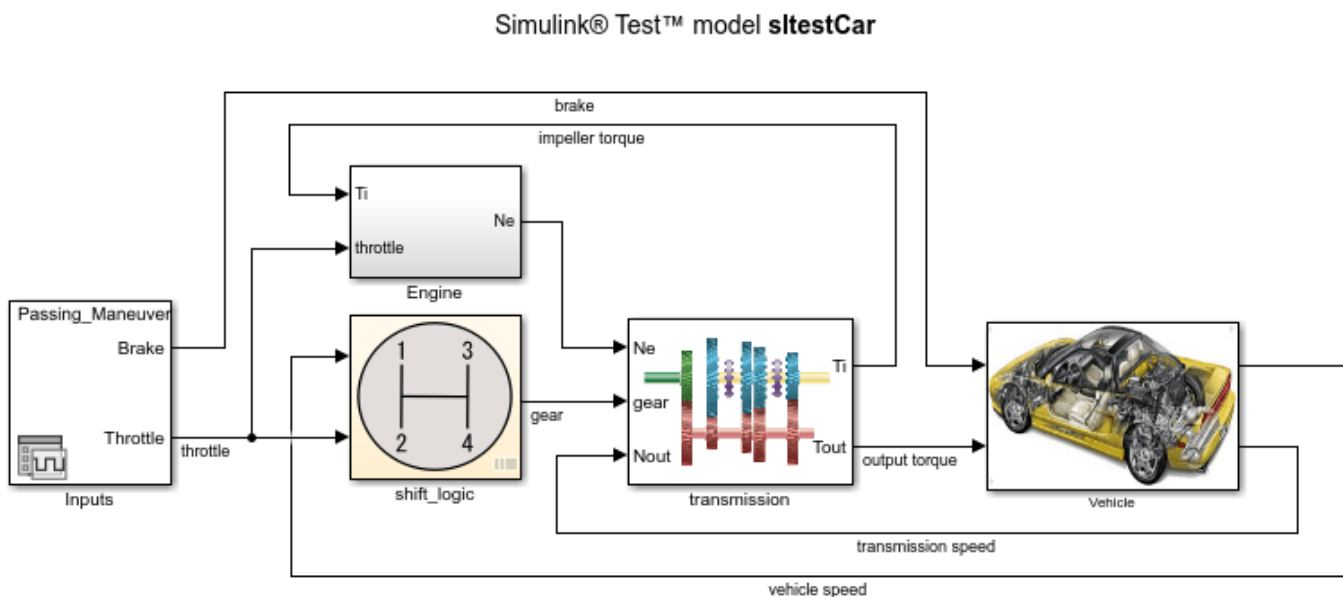 Simulink® Test™ model sltestCar
brake
impeller torque
Ti
Ne
throttle
Engine
Passing_Maneuver
Brake
Throttle
Inputs
throttle
1 3
2 4
shift_logic
gear
Ne
gear
Nout
Ti
Tout
transmission
output torque
Vehicle
transmission speed
vehicle speed